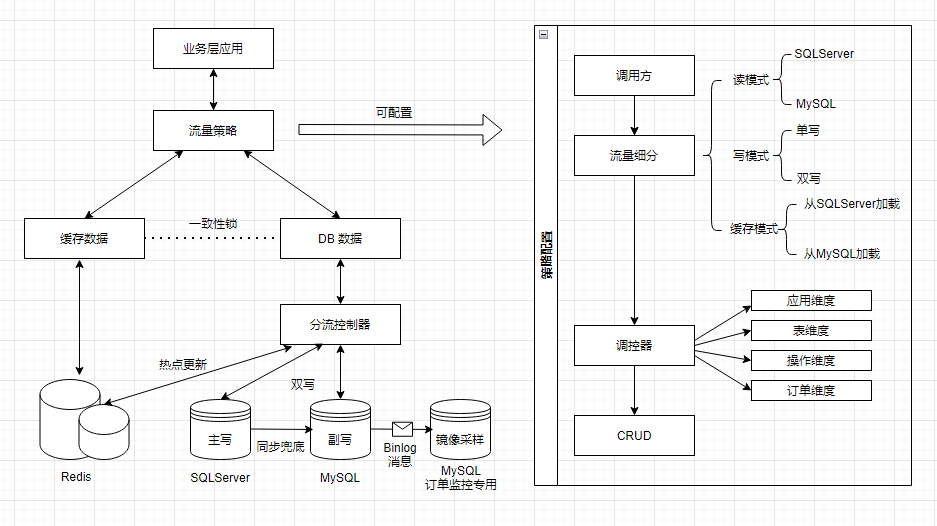 业务层应用
流量策略
可配置
缓存数据
一致性锁
DB 数据
分流控制器
热点更新
双写
主写
同步兜底
副写
Binlog
消息
镜像采样
Redis
SQLServer
MySQL
MySQL
订单监控专用
策略配置
调用方
流量细分
读模式
SQLServer
MySQL
写模式
单写
双写
缓存模式
从SQLServer加载
从MySQL加载
调控器
应用维度
表维度
操作维度
订单维度
CRUD